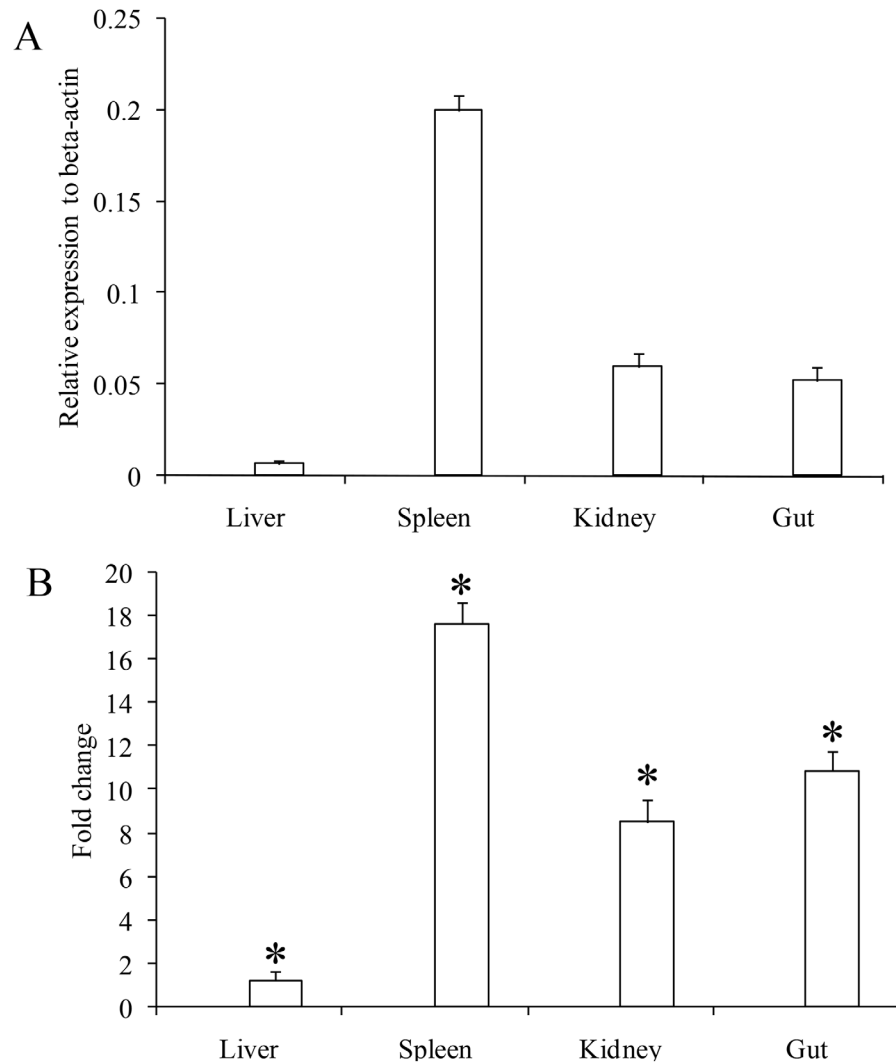 A
Relative expression to beta-actin
0.25
0.2
0.15
0.1
0.05
0
Liver Spleen Kidney Gut
B
Fold change
20
18
16
14
12
10
8
6
4
2
0
* * * *
Liver Spleen Kidney Gut